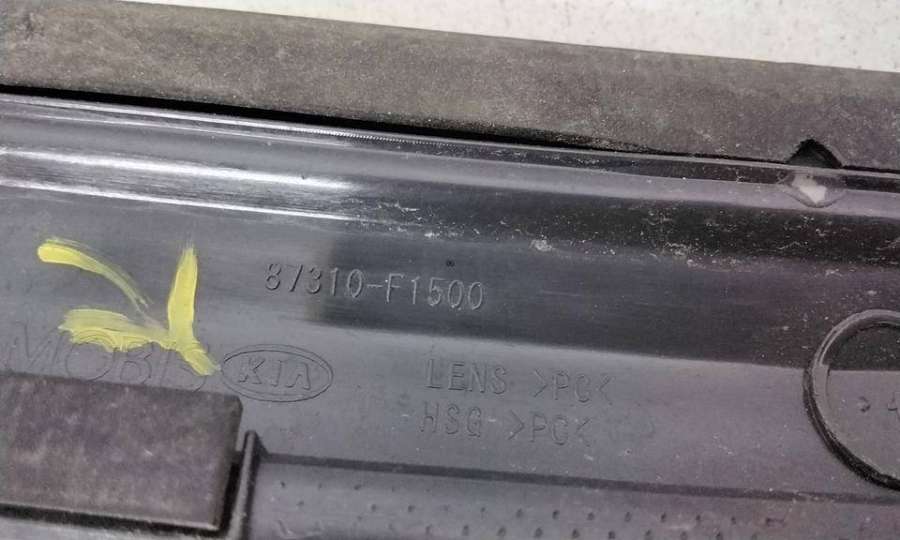 87310-F1500
MOBIS KIA
LENS >PC<
HSG >PC<